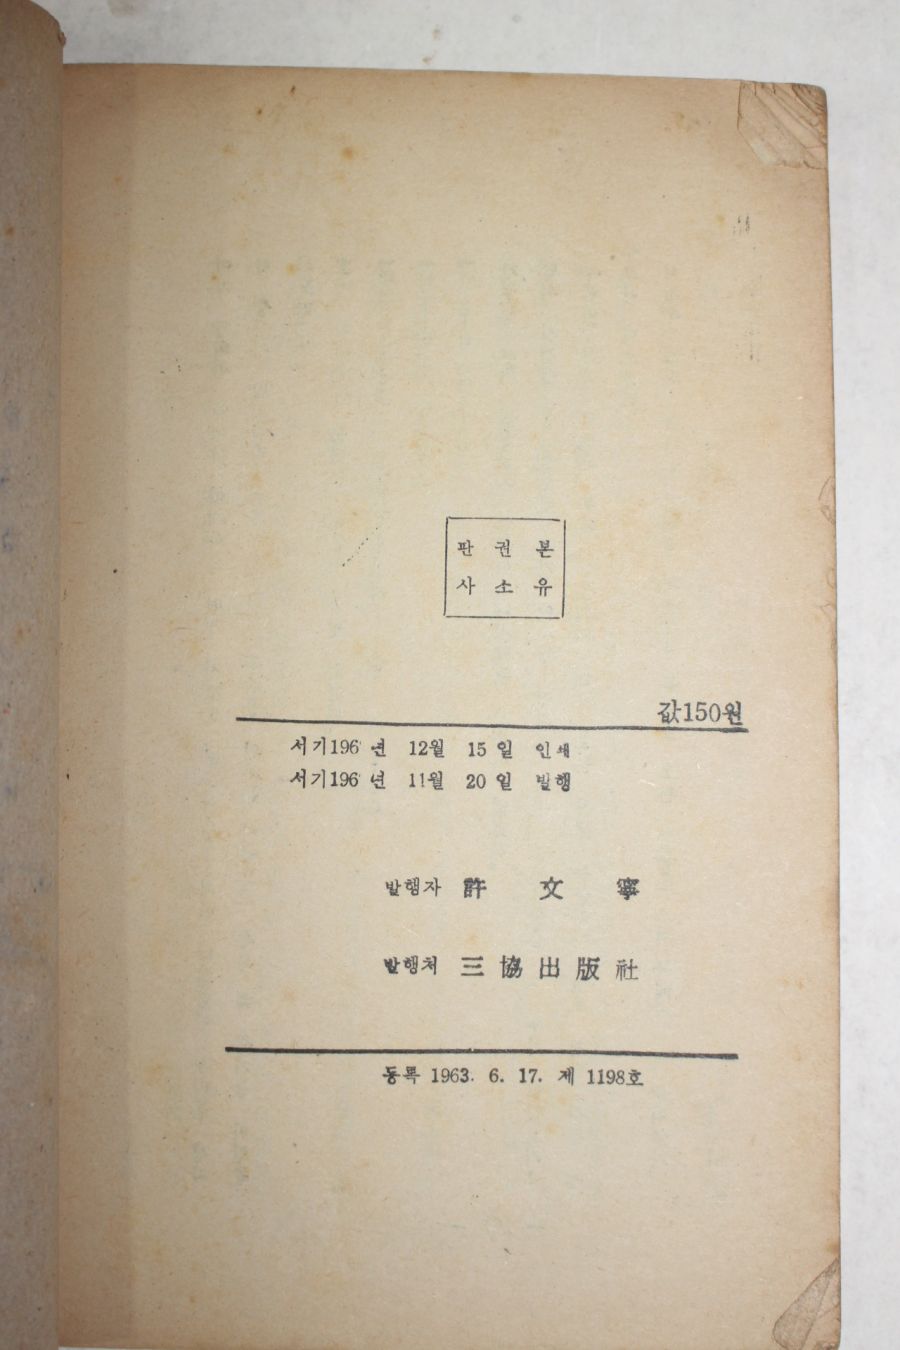 판 권 본
사 소 유
값150원
서기196 년 12월 15일 인쇄
서기196 년 11월 20일 발행
발행자 許 文 寧
발행처 三協出版社
등록 1963. 6. 17. 제 1198호